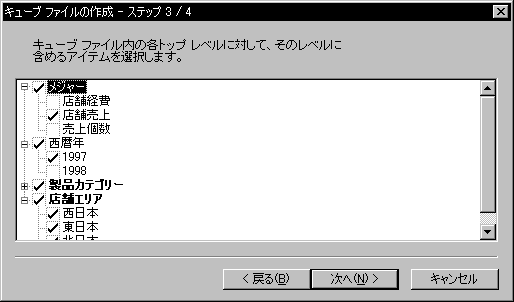 キューブ ファイルの作成 - ステップ 3 / 4
キューブ ファイル内の各トップ レベルに対して、そのレベルに
含めるアイテムを選択します。
メジャー
店舗経費
店舗売上
売上個数
西暦年
1997
1998
製品カテゴリー
店舗エリア
西日本
東日本
北日本
< 戻る(B)
次へ(N) >
キャンセル